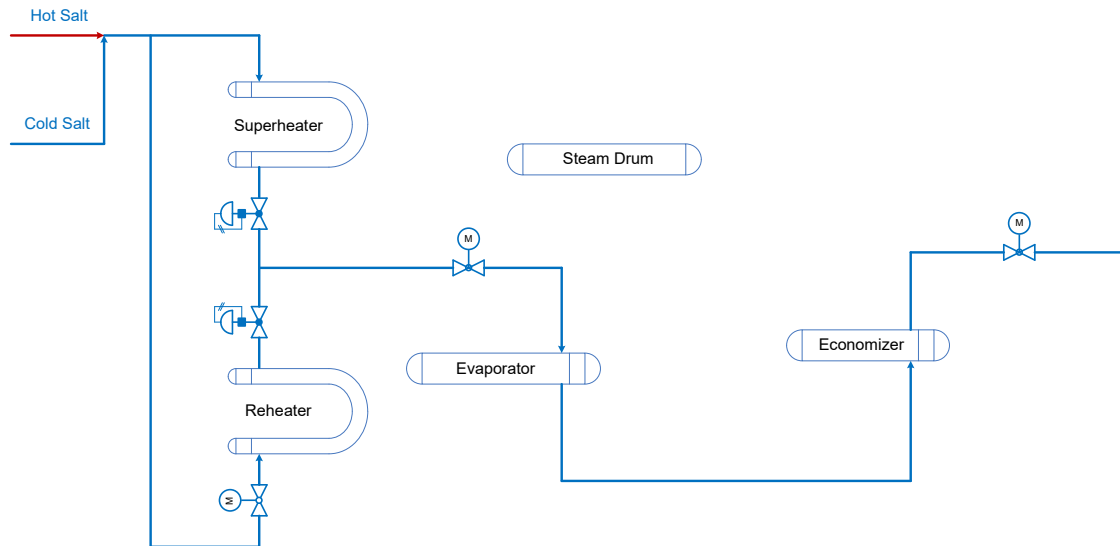 Hot Salt
Cold Salt
Superheater
Steam Drum
M
M
Economizer
Evaporator
Reheater
M